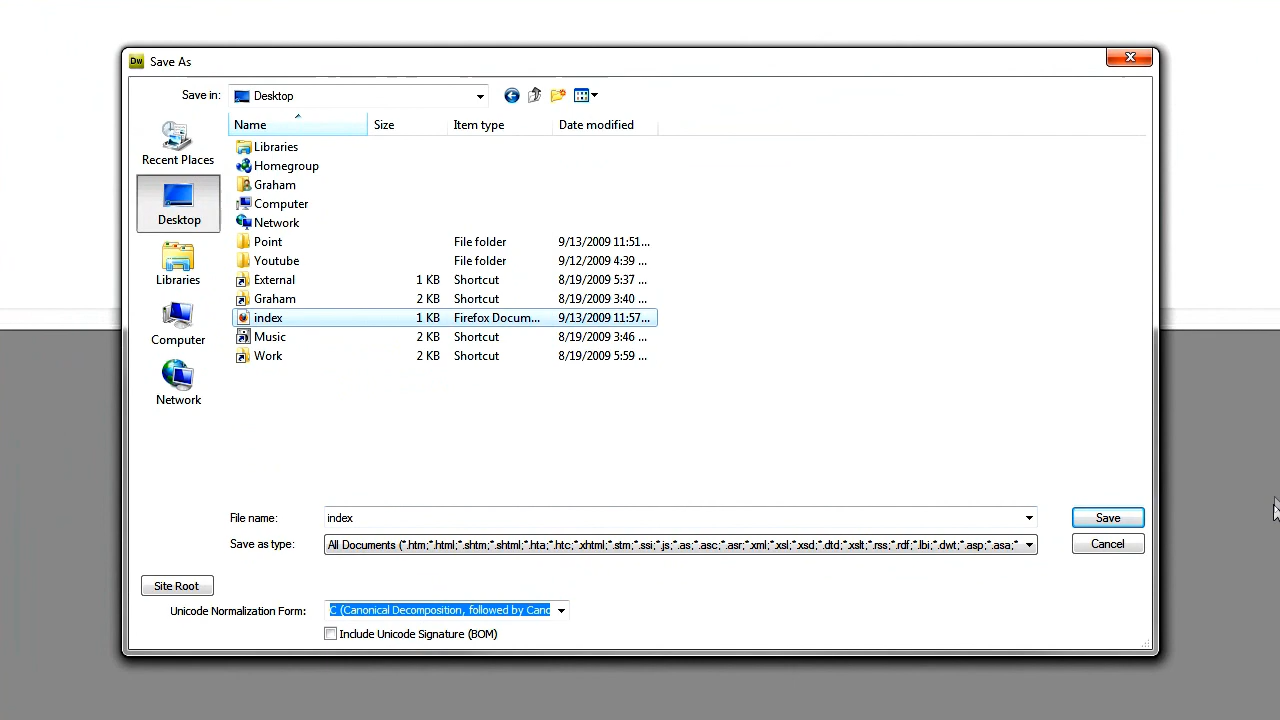 Dw Save As
Save in: Desktop
Name Size Item type Date modified
Recent Places
Desktop
Libraries
Computer
Network
Libraries
Homegroup
Graham
Computer
Network
Point File folder 9/13/2009 11:51...
Youtube File folder 9/12/2009 4:39 ...
External 1 KB Shortcut 8/19/2009 5:37 ...
Graham 2 KB Shortcut 8/19/2009 3:40 ...
index 1 KB Firefox Docum... 9/13/2009 11:57...
Music 2 KB Shortcut 8/19/2009 3:46 ...
Work 2 KB Shortcut 8/19/2009 5:59 ...
File name: index Save
Save as type: All Documents (*.htm;*.html;*.shtm;*.shtml;*.hta;*.htc;*.xhtml;*.stm;*.ssi;*.js;*.as;*.asc;*.asr;*.xml;*.xsl;*.xsd;*.dtd;*.xslt;*.rss;*.rdf;*.lbi;*.dwt;*.asp;*.asa;* Cancel
Site Root
Unicode Normalization Form: C (Canonical Decomposition, followed by Cano
Include Unicode Signature (BOM)